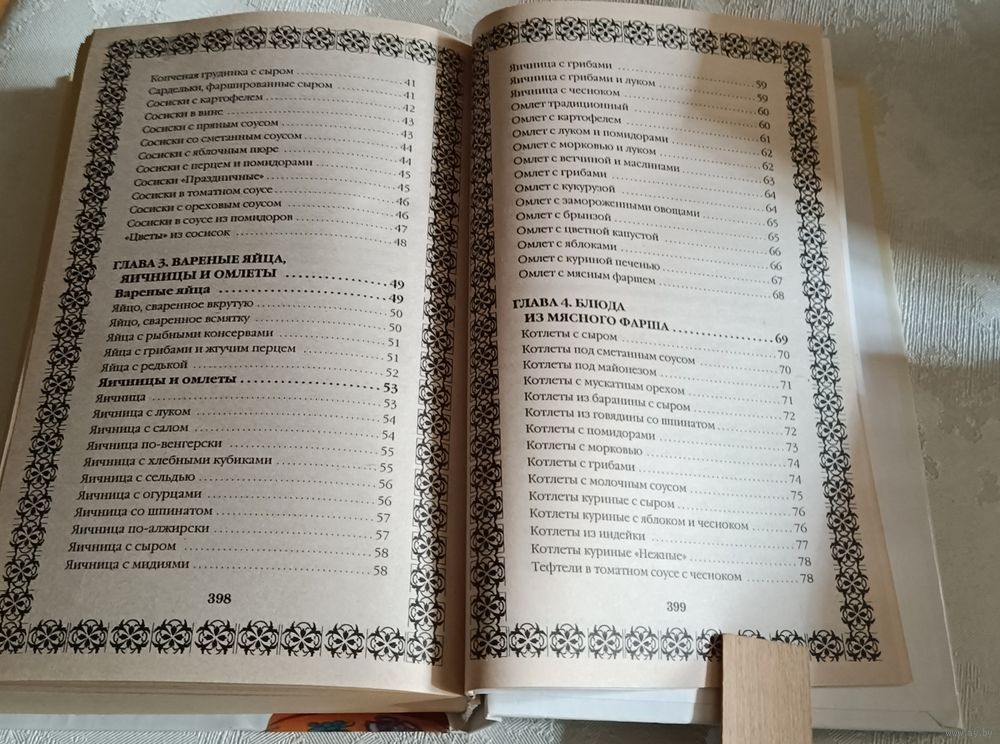 Копченая грудинка с сыром ..... 41
Сардельки, фаршированные сыром ..... 41
Сосиски с картофелем ..... 42
Сосиски в вине ..... 43
Сосиски с пряным соусом ..... 43
Сосиски со сметанным соусом ..... 44
Сосиски с яблочным пюре ..... 44
Сосиски с перцем и помидорами ..... 45
Сосиски «Праздничные» ..... 45
Сосиски в томатном соусе ..... 46
Сосиски с ореховым соусом ..... 46
Сосиски в соусе из помидоров ..... 47
«Цветы» из сосисок ..... 48
ГЛАВА 3. ВАРЕНЫЕ ЯЙЦА,
ЯИЧНИЦЫ И ОМЛЕТЫ ..... 49
Вареные яйца ..... 49
Яйцо, сваренное вкрутую ..... 50
Яйцо, сваренное всмятку ..... 50
Яйца с рыбными консервами ..... 51
Яйца с грибами и жгучим перцем ..... 51
Яйца с редькой ..... 52
Яичницы и омлеты ..... 53
Яичница ..... 53
Яичница с луком ..... 54
Яичница с салом ..... 54
Яичница по-венгерски ..... 55
Яичница с хлебными кубиками ..... 55
Яичница с сельдью ..... 56
Яичница с огурцами ..... 56
Яичница со шпинатом ..... 57
Яичница по-алжирски ..... 57
Яичница с сыром ..... 58
Яичница с мидиями ..... 58
398
Яичница с грибами ..... 59
Яичница с грибами и луком ..... 59
Яичница с чесноком ..... 60
Омлет традиционный ..... 60
Омлет с картофелем ..... 61
Омлет с луком и помидорами ..... 62
Омлет с морковью и луком ..... 62
Омлет с ветчиной и маслинами ..... 63
Омлет с грибами ..... 64
Омлет с кукурузой ..... 64
Омлет с замороженными овощами ..... 65
Омлет с брынзой ..... 65
Омлет с цветной капустой ..... 66
Омлет с яблоками ..... 66
Омлет с куриной печенью ..... 67
Омлет с мясным фаршем ..... 68
ГЛАВА 4. БЛЮДА
ИЗ МЯСНОГО ФАРША ..... 69
Котлеты с сыром ..... 70
Котлеты под сметанным соусом ..... 70
Котлеты под майонезом ..... 71
Котлеты с мускатным орехом ..... 71
Котлеты из баранины с сыром ..... 72
Котлеты из говядины со шпинатом ..... 72
Котлеты с помидорами ..... 73
Котлеты с морковью ..... 74
Котлеты с грибами ..... 74
Котлеты с молочным соусом ..... 75
Котлеты куриные с сыром ..... 76
Котлеты куриные с яблоком и чесноком ..... 76
Котлеты из индейки ..... 77
Котлеты куриные «Нежные» ..... 78
Тефтели в томатном соусе с чесноком ..... 78
399
www.ay.by